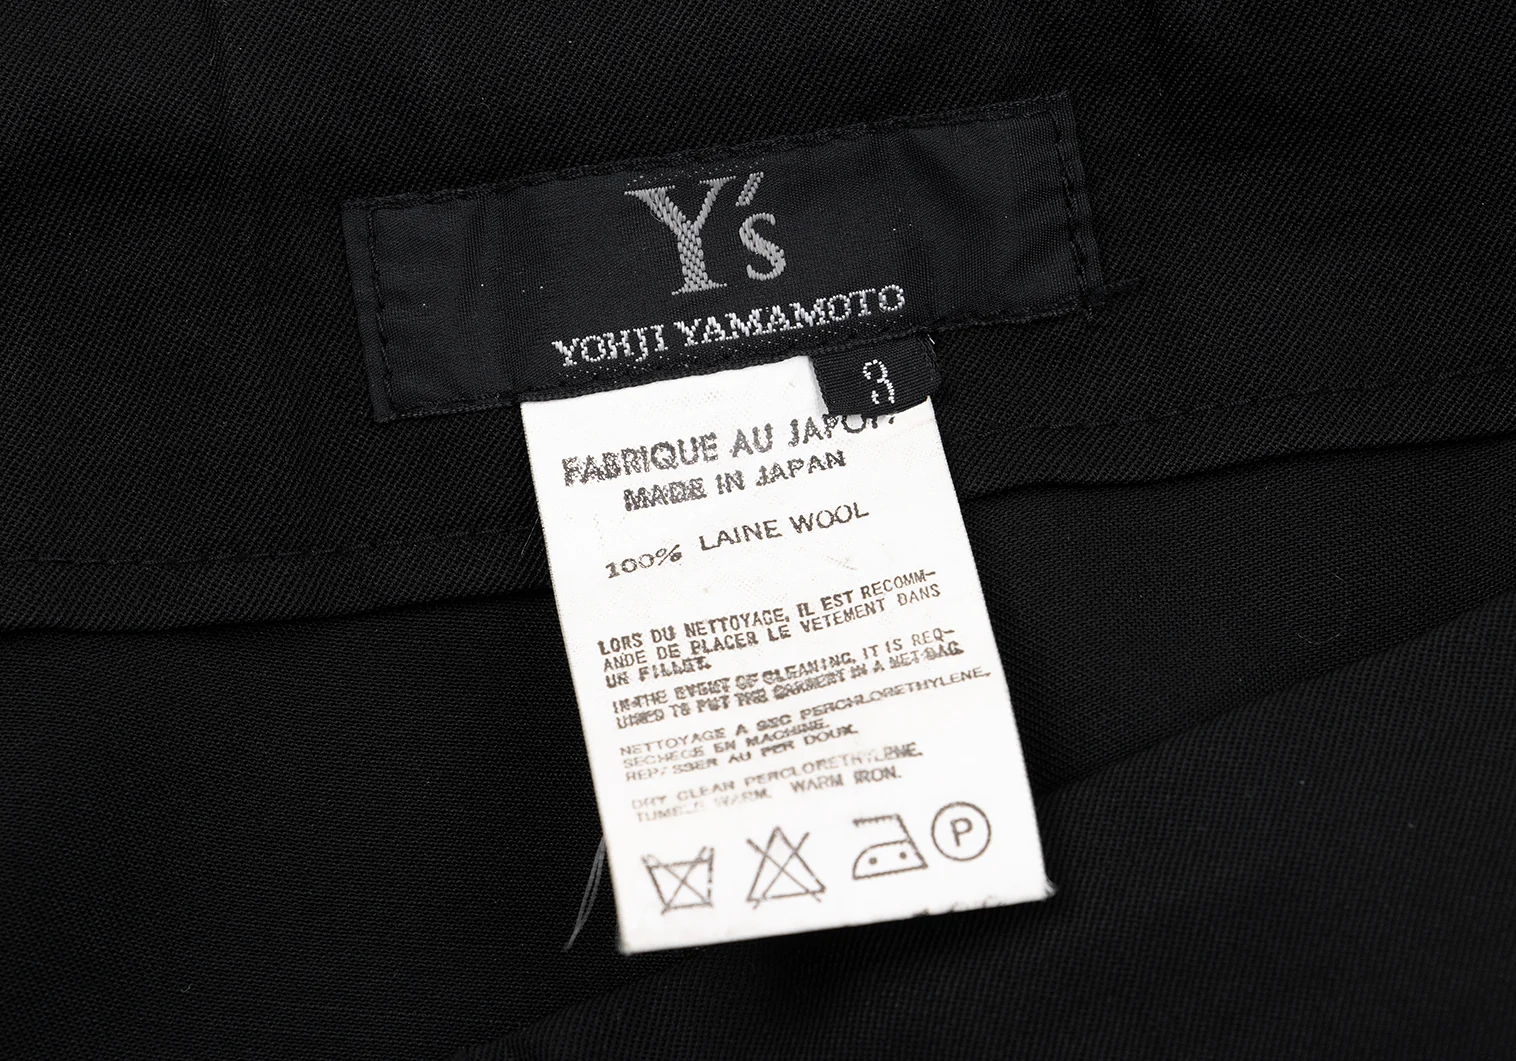 Y's
YOHJI YAMAMOTO
3
FABRIQUE AU JAPON
MADE IN JAPAN
100% LAINE WOOL
LORS DU NETTOYAGE, IL EST RECOMM-
ANDE DE PLACER LE VETEMENT DANS
UN FILLET.
IN THE EVENT OF CLEANING, IT IS REQ-
UIRED TO PUT THE GARMENT IN A NET BAG.
NETTOYAGE A SEC PERCHLORETHYLENE.
SECHEGE EN MACHINE.
REPASSER AU FER DOUX.
DRY CLEAN PERCLORETHYLENE.
TUMBLE WARM. WARM IRON.
P